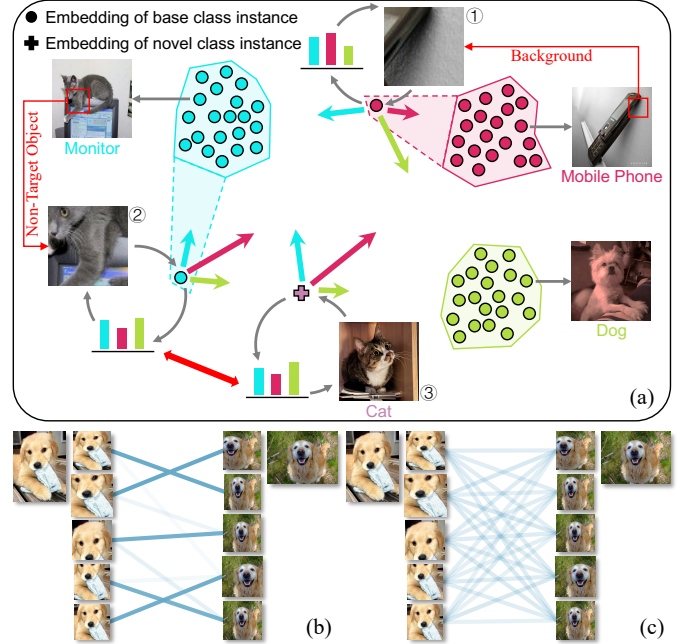 Embedding of base class instance
Embedding of novel class instance
①
Background
Monitor
Mobile Phone
Non-Target Object
②
Dog
③
Cat
(a)
(b)
(c)